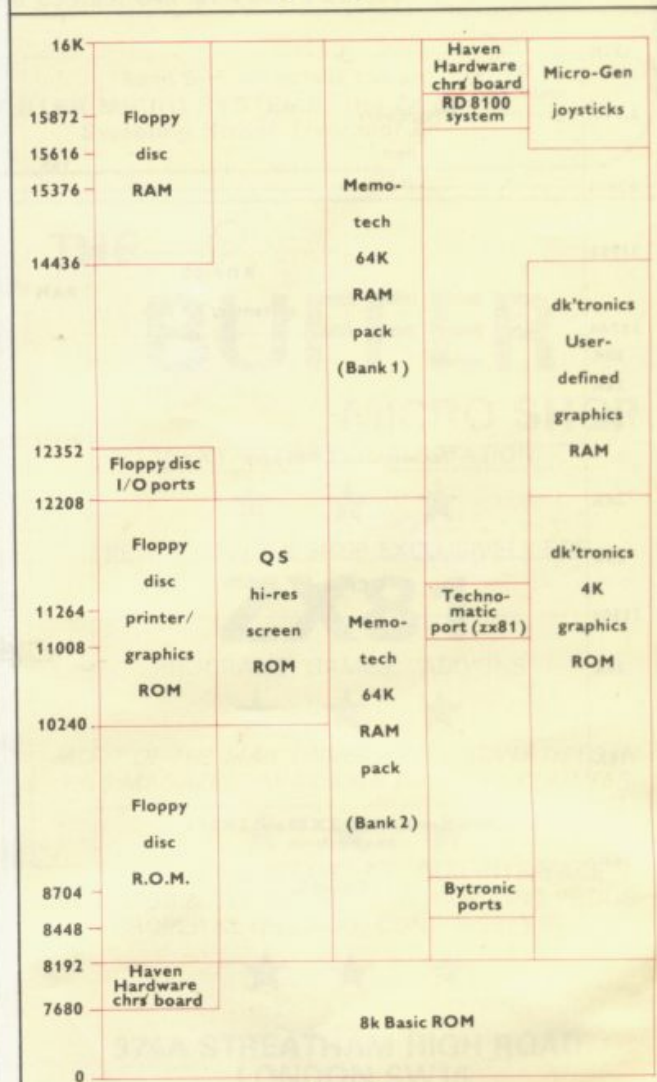 16K
15872
15616
15376
14436
12352
12208
11264
11008
10240
8704
8448
8192
7680
0
Floppy
disc
RAM
Floppy disc
I/O ports
Floppy
disc
printer/
graphics
ROM
Floppy
disc
R.O.M.
Haven
Hardware
chrs' board
QS
hi-res
screen
ROM
Memo-
tech
64K
RAM
pack
(Bank 1)
Memo-
tech
64K
RAM
pack
(Bank 2)
Haven
Hardware
chrs' board
RD 8100
system
Techno-
matic
port (zx81)
Bytronic
ports
Micro-Gen
joysticks
dk'tronics
User-
defined
graphics
RAM
dk'tronics
4K
graphics
ROM
8k Basic ROM